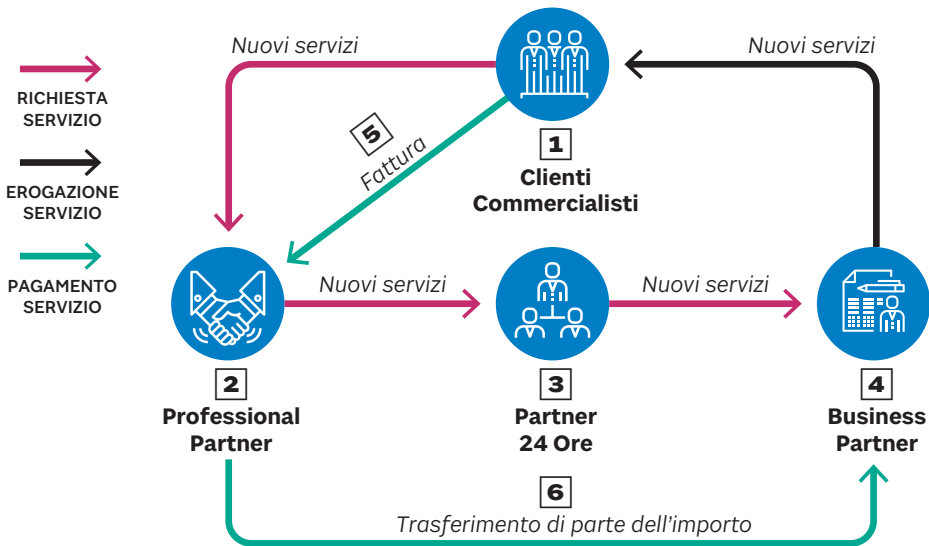 RICHIESTA
SERVIZIO
EROGAZIONE
SERVIZIO
PAGAMENTO
SERVIZIO
Nuovi servizi
Nuovi servizi
5
Fattura
1
Clienti
Commercialisti
Nuovi servizi
Nuovi servizi
2
Professional
Partner
3
Partner
24 Ore
4
Business
Partner
6
Trasferimento di parte dell'importo